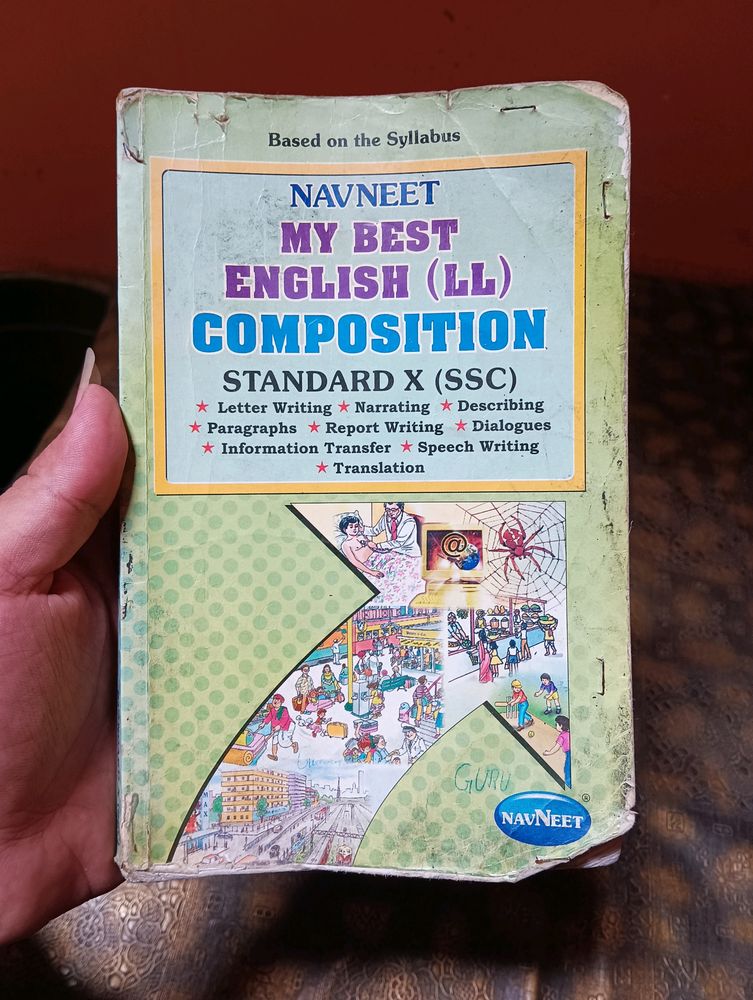 Based on the Syllabus
NAVNEET
MY BEST
ENGLISH (LL)
COMPOSITION
STANDARD X (SSC)
★ Letter Writing ★ Narrating ★ Describing
★ Paragraphs ★ Report Writing ★ Dialogues
★ Information Transfer ★ Speech Writing
★ Translation
@
GURU
MAX
NAVNEET ®